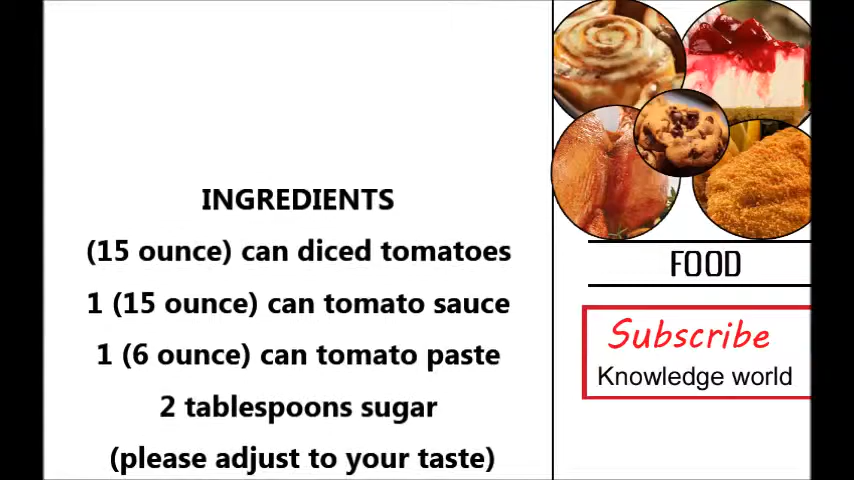 INGREDIENTS
(15 ounce) can diced tomatoes
1 (15 ounce) can tomato sauce
1 (6 ounce) can tomato paste
2 tablespoons sugar
(please adjust to your taste)
FOOD
Subscribe
Knowledge world